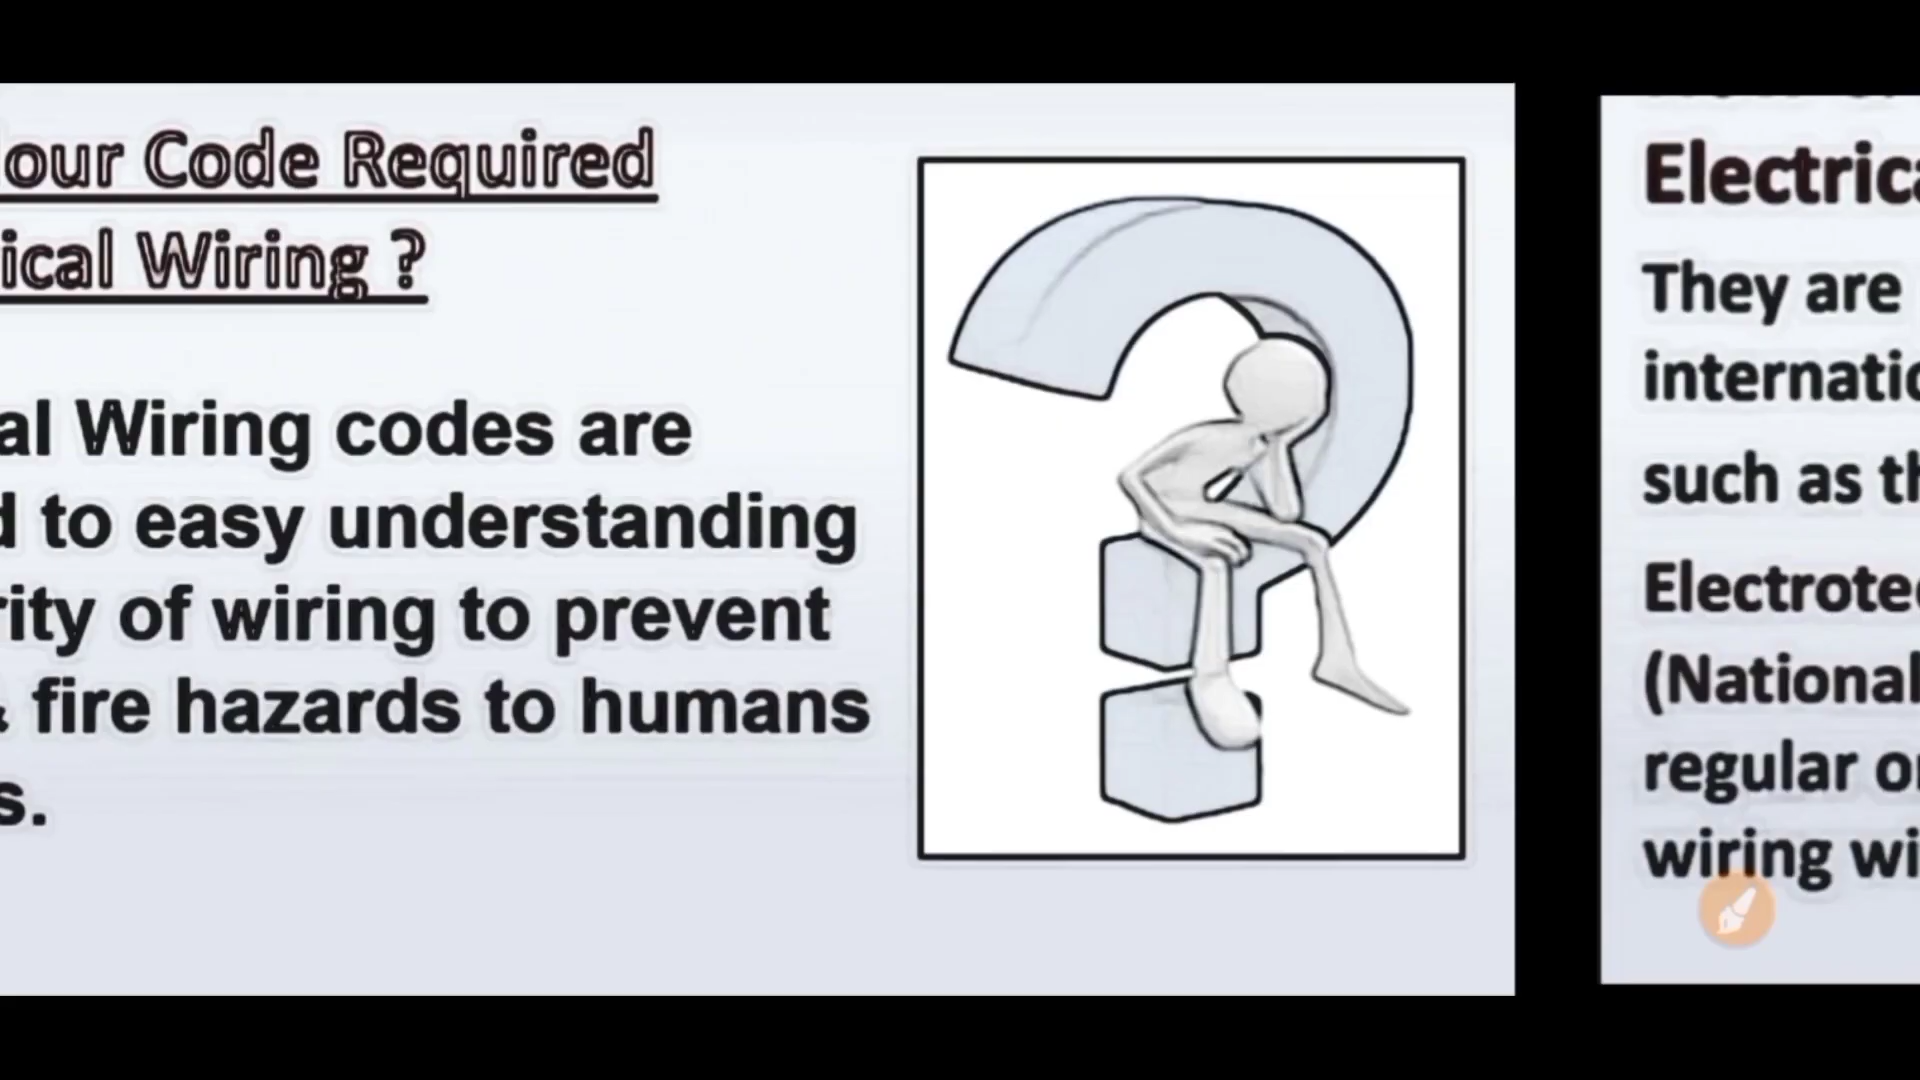 lour Code Required
ical Wiring ?
al Wiring codes are
d to easy understanding
rity of wiring to prevent
& fire hazards to humans
s.
Electrica
They are
internatio
such as th
Electrotec
(National
regular or
wiring wi